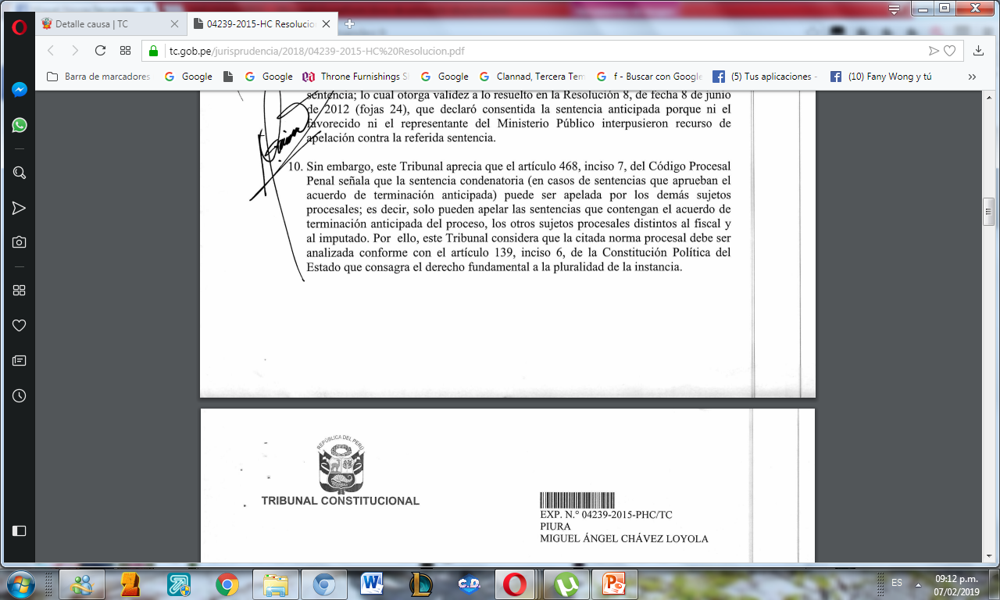 Detalle causa | TC
04239-2015-HC Resolucio
tc.gob.pe/jurisprudencia/2018/04239-2015-HC%20Resolucion.pdf
Barra de marcadores
Google
Google
Throne Furnishings S
Google
Clannad, Tercera Tem
f - Buscar con Google
(5) Tus aplicaciones -
(10) Fany Wong y tú
sentencia; lo cual otorga validez a lo resuelto en la Resolución 8, de fecha 8 de junio
de 2012 (fojas 24), que declaró consentida la sentencia anticipada porque ni el
favorecido ni el representante del Ministerio Público interpusieron recurso de
apelación contra la referida sentencia.
10. Sin embargo, este Tribunal aprecia que el artículo 468, inciso 7, del Código Procesal
Penal señala que la sentencia condenatoria (en casos de sentencias que aprueban el
acuerdo de terminación anticipada) puede ser apelada por los demás sujetos
procesales; es decir, solo pueden apelar las sentencias que contengan el acuerdo de
terminación anticipada del proceso, los otros sujetos procesales distintos al fiscal y
al imputado. Por ello, este Tribunal considera que la citada norma procesal debe ser
analizada conforme con el artículo 139, inciso 6, de la Constitución Política del
Estado que consagra el derecho fundamental a la pluralidad de la instancia.
REPÚBLICA DEL PERÚ
TRIBUNAL CONSTITUCIONAL
EXP. N.° 04239-2015-PHC/TC
PIURA
MIGUEL ÁNGEL CHÁVEZ LOYOLA
C.D.
ES
09:12 p.m.
07/02/2019